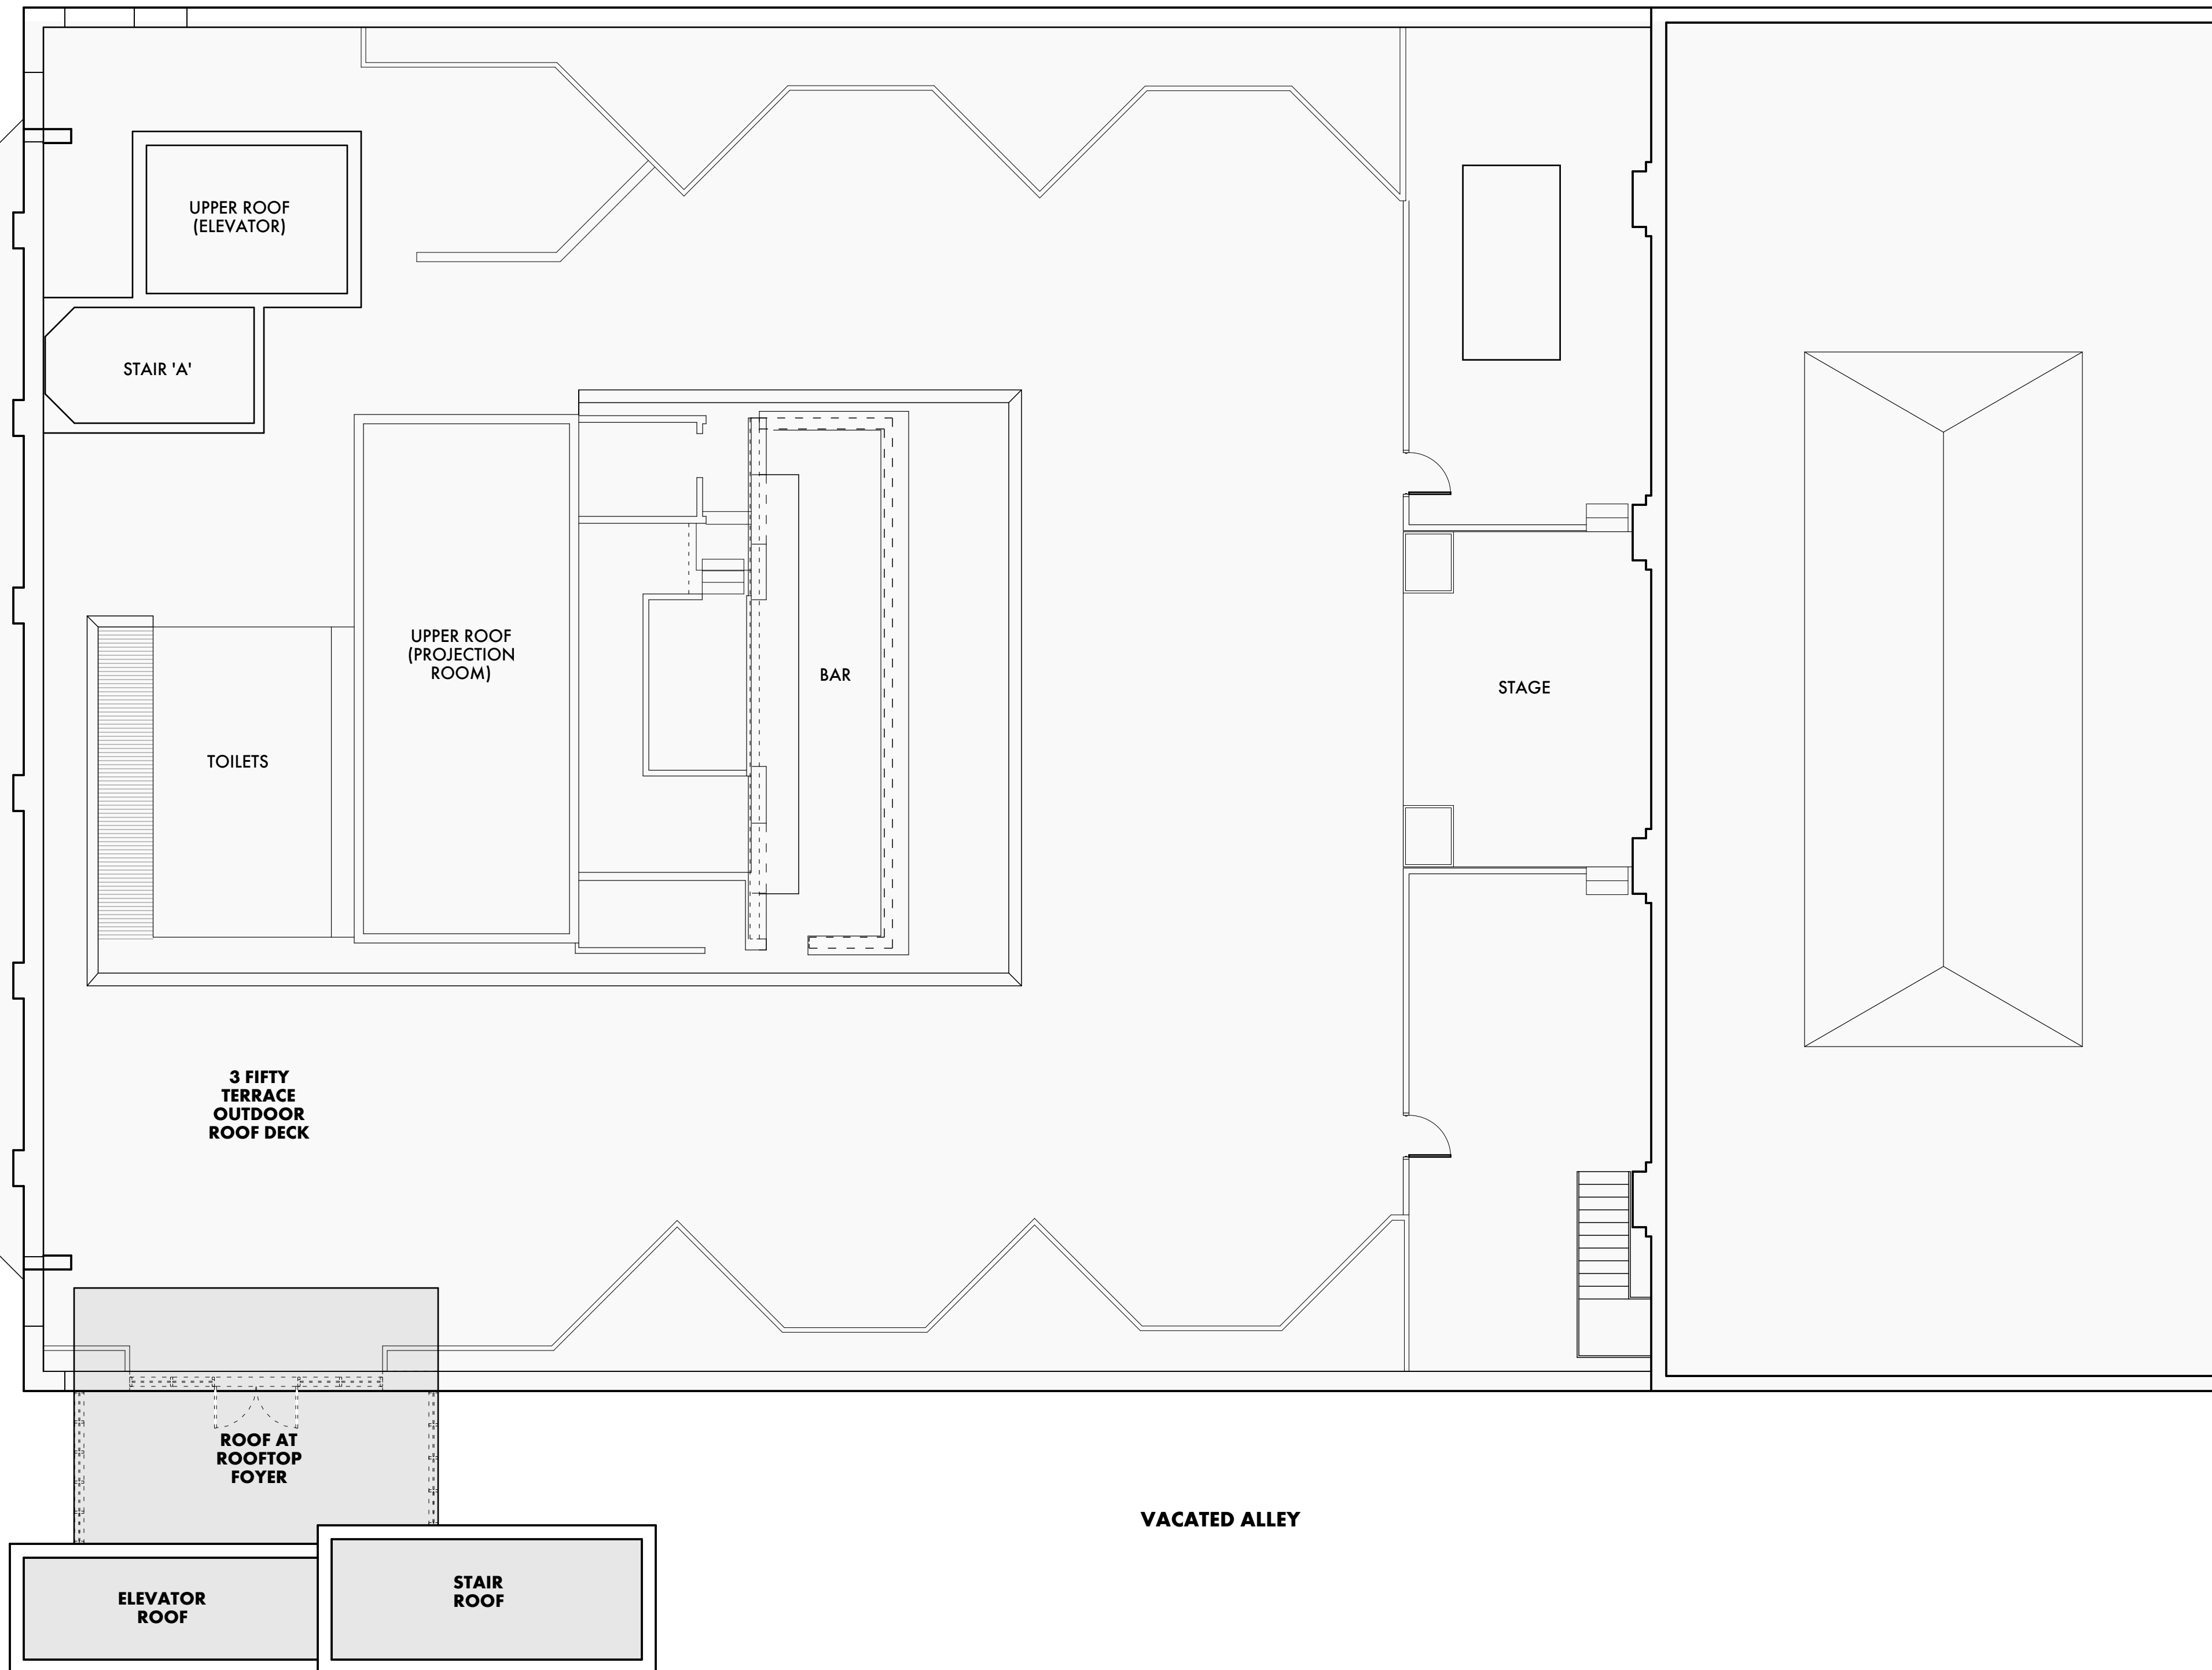 UPPER ROOF
(ELEVATOR)
STAIR 'A'
UPPER ROOF
(PROJECTION
ROOM)
BAR
STAGE
TOILETS
3 FIFTY
TERRACE
OUTDOOR
ROOF DECK
ROOF AT
ROOFTOP
FOYER
VACATED ALLEY
ELEVATOR
ROOF
STAIR
ROOF